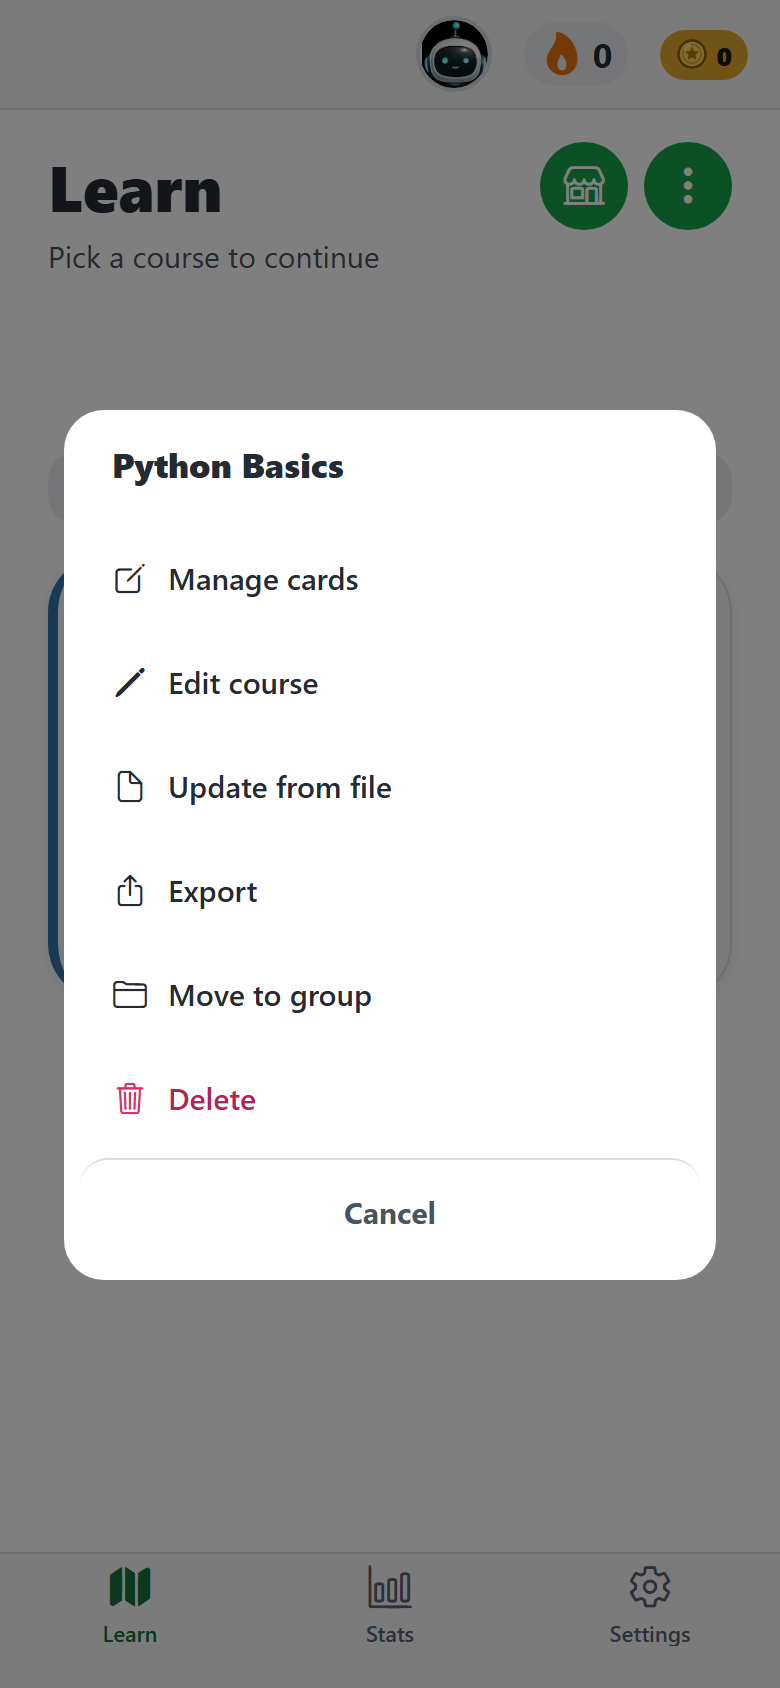 0
0
Learn
Pick a course to continue
Python Basics
Manage cards
Edit course
Update from file
Export
Move to group
Delete
Cancel
Learn
Stats
Settings